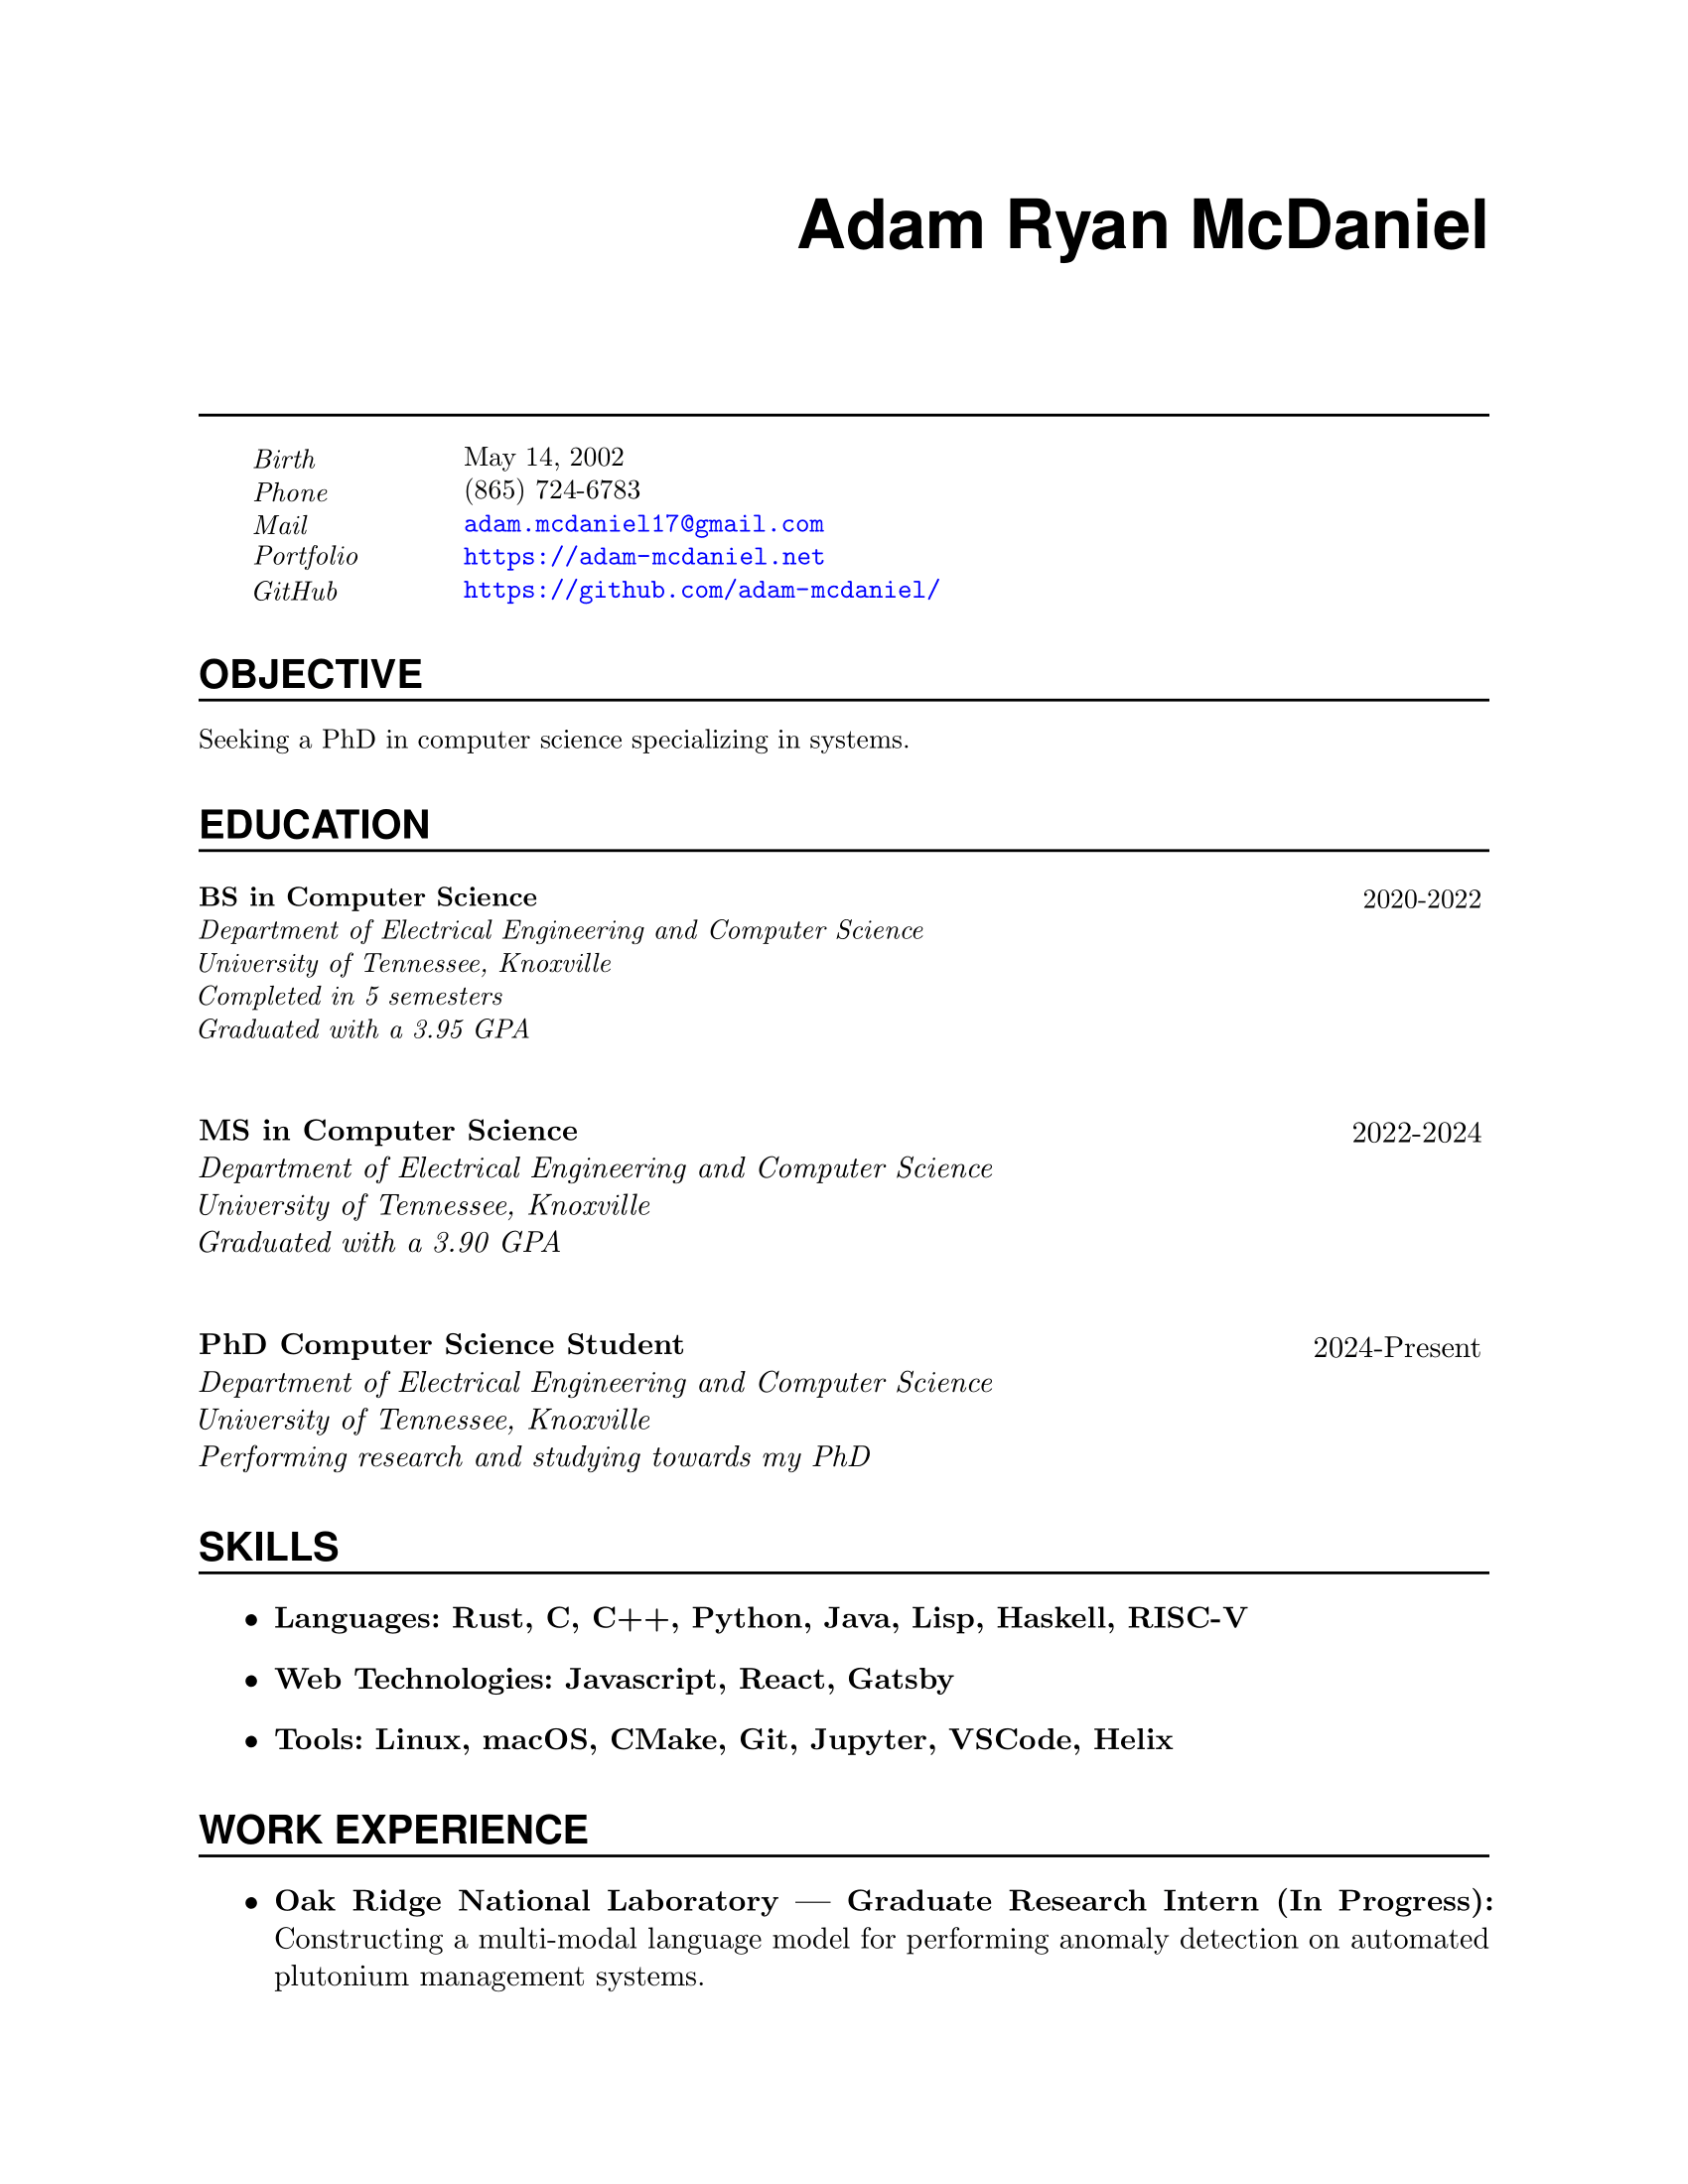 Adam Ryan McDaniel
Birth May 14, 2002
Phone (865) 724-6783
Mail adam.mcdaniel17@gmail.com
Portfolio https://adam-mcdaniel.net
GitHub https://github.com/adam-mcdaniel/
OBJECTIVE
Seeking a PhD in computer science specializing in systems.
EDUCATION
BS in Computer Science 2020-2022
Department of Electrical Engineering and Computer Science
University of Tennessee, Knoxville
Completed in 5 semesters
Graduated with a 3.95 GPA
MS in Computer Science 2022-2024
Department of Electrical Engineering and Computer Science
University of Tennessee, Knoxville
Graduated with a 3.90 GPA
PhD Computer Science Student 2024-Present
Department of Electrical Engineering and Computer Science
University of Tennessee, Knoxville
Performing research and studying towards my PhD
SKILLS
• Languages: Rust, C, C++, Python, Java, Lisp, Haskell, RISC-V
• Web Technologies: Javascript, React, Gatsby
• Tools: Linux, macOS, CMake, Git, Jupyter, VSCode, Helix
WORK EXPERIENCE
• Oak Ridge National Laboratory — Graduate Research Intern (In Progress):
Constructing a multi-modal language model for performing anomaly detection on automated
plutonium management systems.